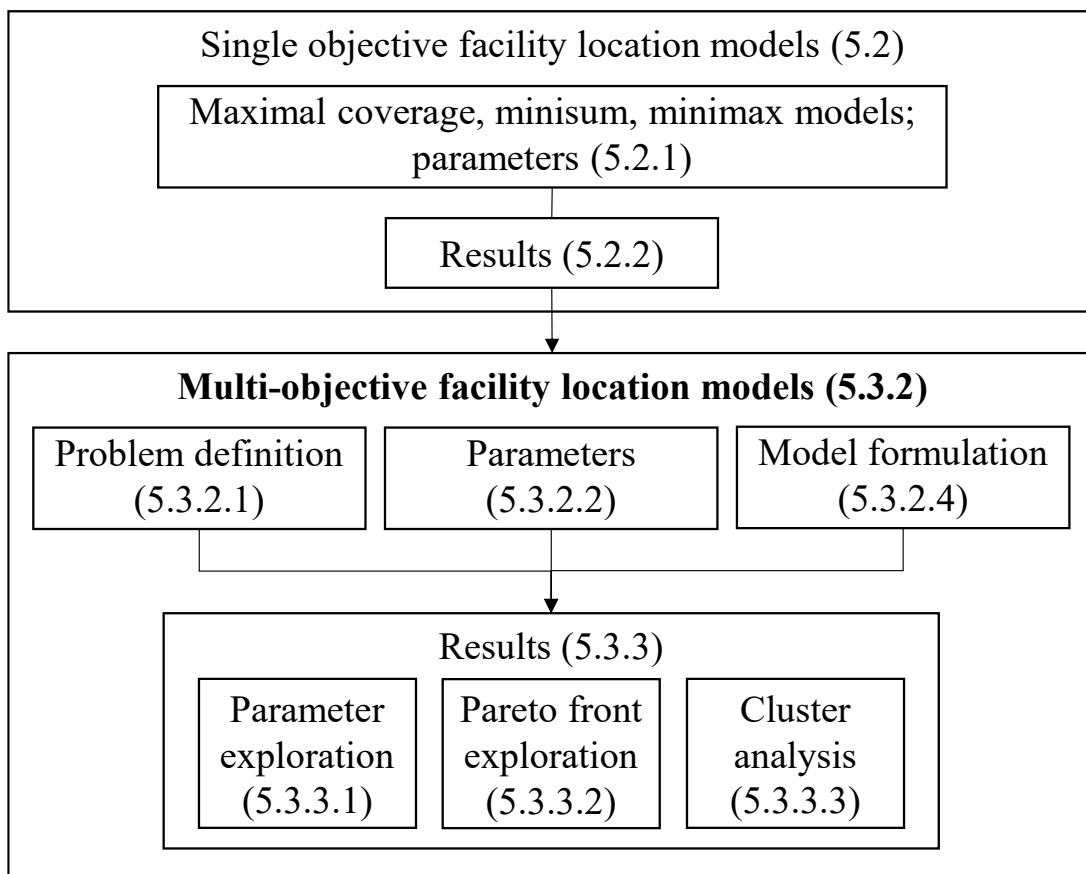 Single objective facility location models (5.2)
Maximal coverage, minisum, minimax models;
parameters (5.2.1)
Results (5.2.2)
Multi-objective facility location models (5.3.2)
Problem definition
(5.3.2.1)
Parameters
(5.3.2.2)
Model formulation
(5.3.2.4)
Results (5.3.3)
Parameter
exploration
(5.3.3.1)
Pareto front
exploration
(5.3.3.2)
Cluster
analysis
(5.3.3.3)